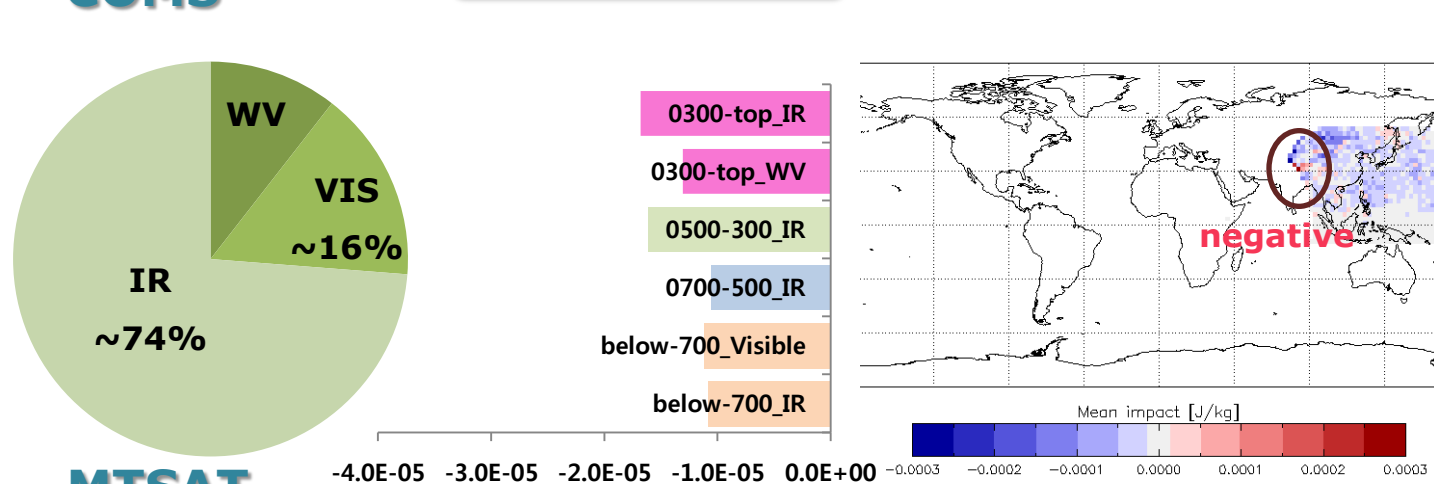 COMS
WV
VIS
~16%
IR
~74%
MTSAT
0300-top_IR
0300-top_WV
0500-300_IR
0700-500_IR
below-700_Visible
below-700_IR
-4.0E-05 -3.0E-05 -2.0E-05 -1.0E-05 0.0E+00
negative
Mean impact [J/kg]
-0.0003 -0.0002 -0.0001 0.0000 0.0001 0.0002 0.0003